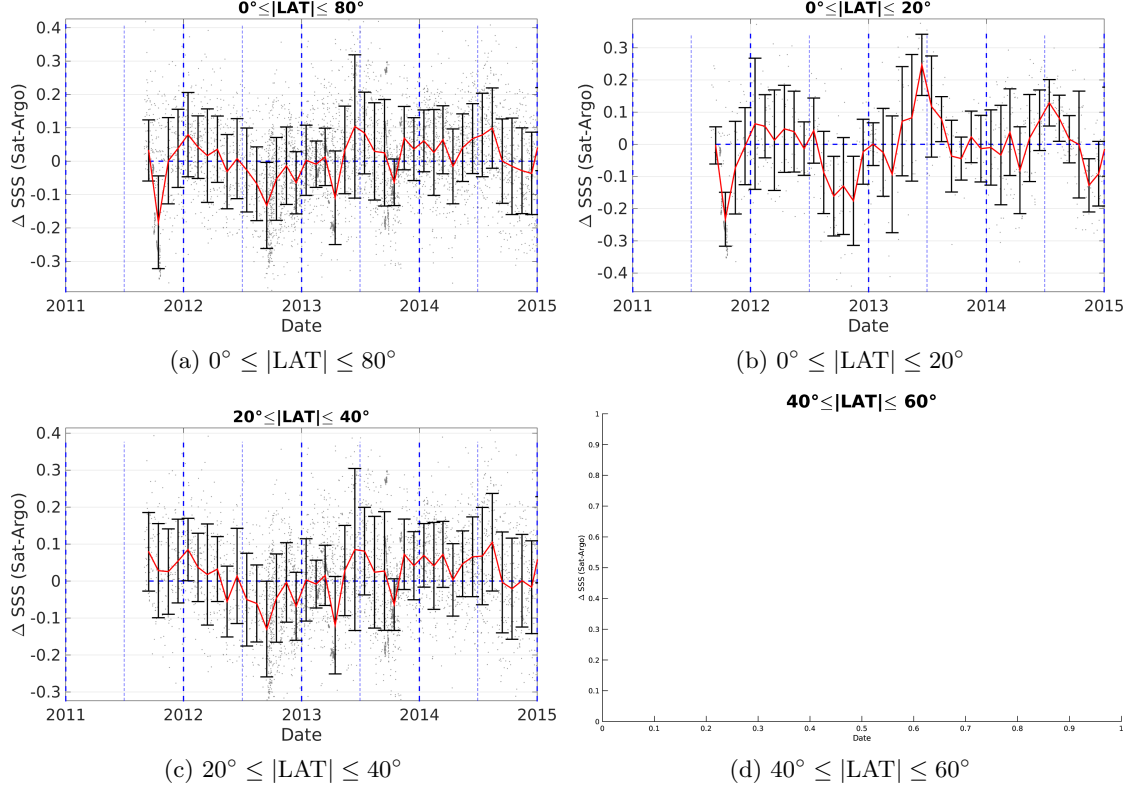 0°≤|LAT|≤ 80°
0.4
0.3
0.2
0.1
0
-0.1
-0.2
-0.3
Δ SSS (Sat-Argo)
2011 2012 2013 2014 2015
Date
(a) 0° ≤ |LAT| ≤ 80°
0°≤|LAT|≤ 20°
0.3
0.2
0.1
0
-0.1
-0.2
-0.3
-0.4
Δ SSS (Sat-Argo)
2011 2012 2013 2014 2015
Date
(b) 0° ≤ |LAT| ≤ 20°
20°≤|LAT|≤ 40°
0.4
0.3
0.2
0.1
0
-0.1
-0.2
-0.3
Δ SSS (Sat-Argo)
2011 2012 2013 2014 2015
Date
(c) 20° ≤ |LAT| ≤ 40°
40°≤|LAT|≤ 60°
1
0.9
0.8
0.7
0.6
0.5
0.4
0.3
0.2
0.1
0
Δ SSS (Sat-Argo)
0 0.1 0.2 0.3 0.4 0.5 0.6 0.7 0.8 0.9 1
Date
(d) 40° ≤ |LAT| ≤ 60°